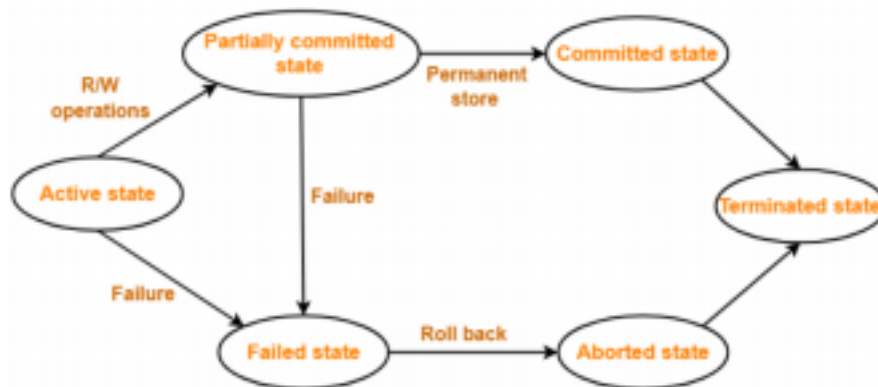 Partially committed
state
Committed state
R/W
operations
Permanent
store
Active state
Failure
Terminated state
Failure
Failed state
Roll back
Aborted state